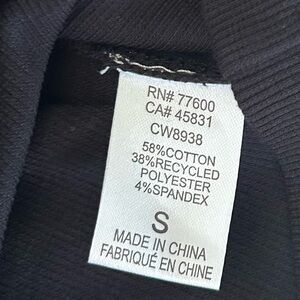 RN# 77600
CA# 45831
CW8938
58%COTTON
38%RECYCLED
POLYESTER
4%SPANDEX
S
MADE IN CHINA
FABRIQUÉ EN CHINE